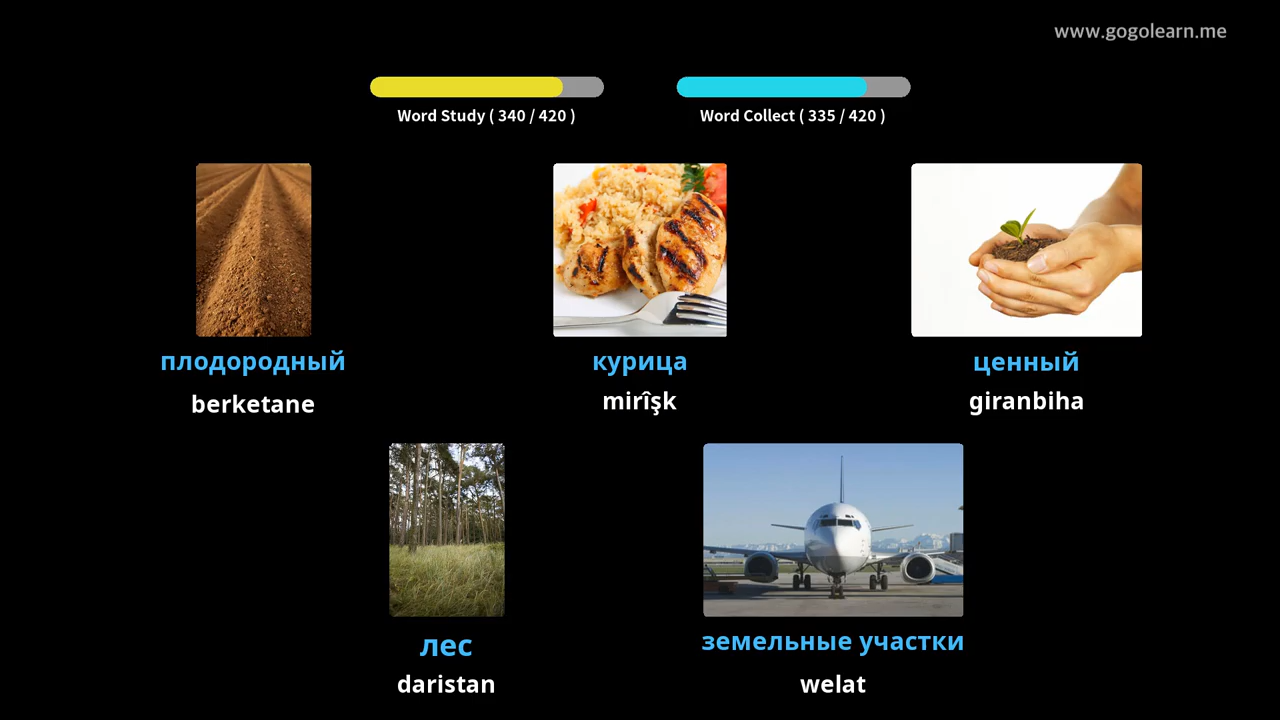 www.gogolearn.me
Word Study ( 340 / 420 )
Word Collect ( 335 / 420 )
плодородный
berketane
курица
mirîşk
ценный
giranbiha
лес
daristan
земельные участки
welat